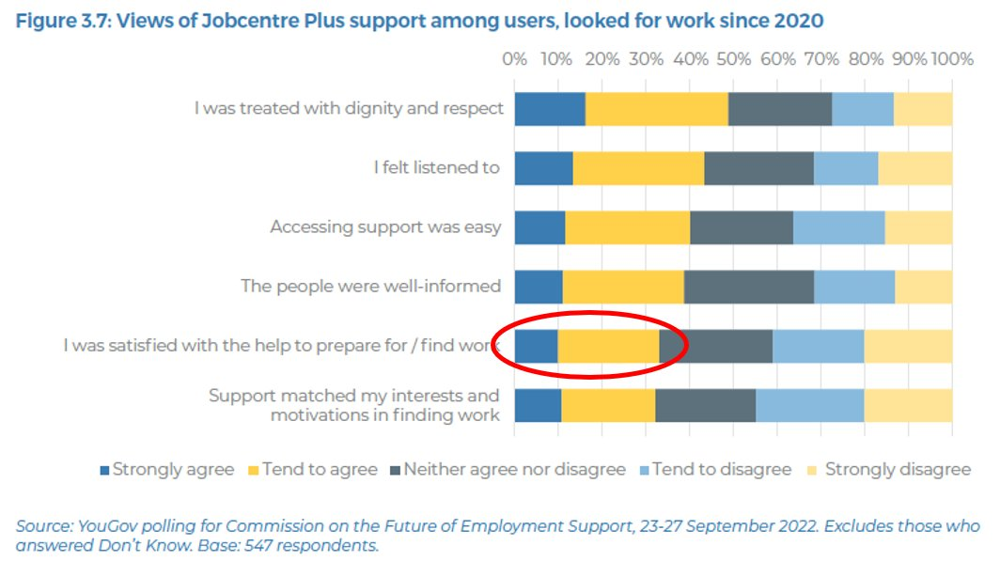 Figure 3.7: Views of Jobcentre Plus support among users, looked for work since 2020
0% 10% 20% 30% 40% 50% 60% 70% 80% 90% 100%
I was treated with dignity and respect
I felt listened to
Accessing support was easy
The people were well-informed
I was satisfied with the help to prepare for / find work
Support matched my interests and
motivations in finding work
Strongly agree Tend to agree Neither agree nor disagree Tend to disagree Strongly disagree
Source: YouGov polling for Commission on the Future of Employment Support, 23-27 September 2022. Excludes those who
answered Don't Know. Base: 547 respondents.